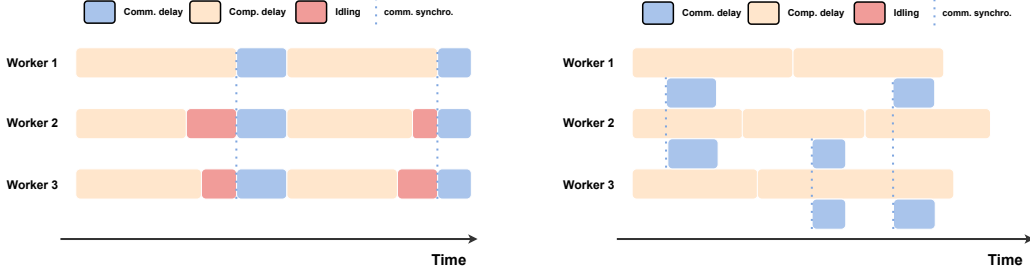 Comm. delay Comp. delay Idling comm. synchro.
Worker 1
Worker 2
Worker 3
Time
Comm. delay Comp. delay Idling comm. synchro.
Worker 1
Worker 2
Worker 3
Time